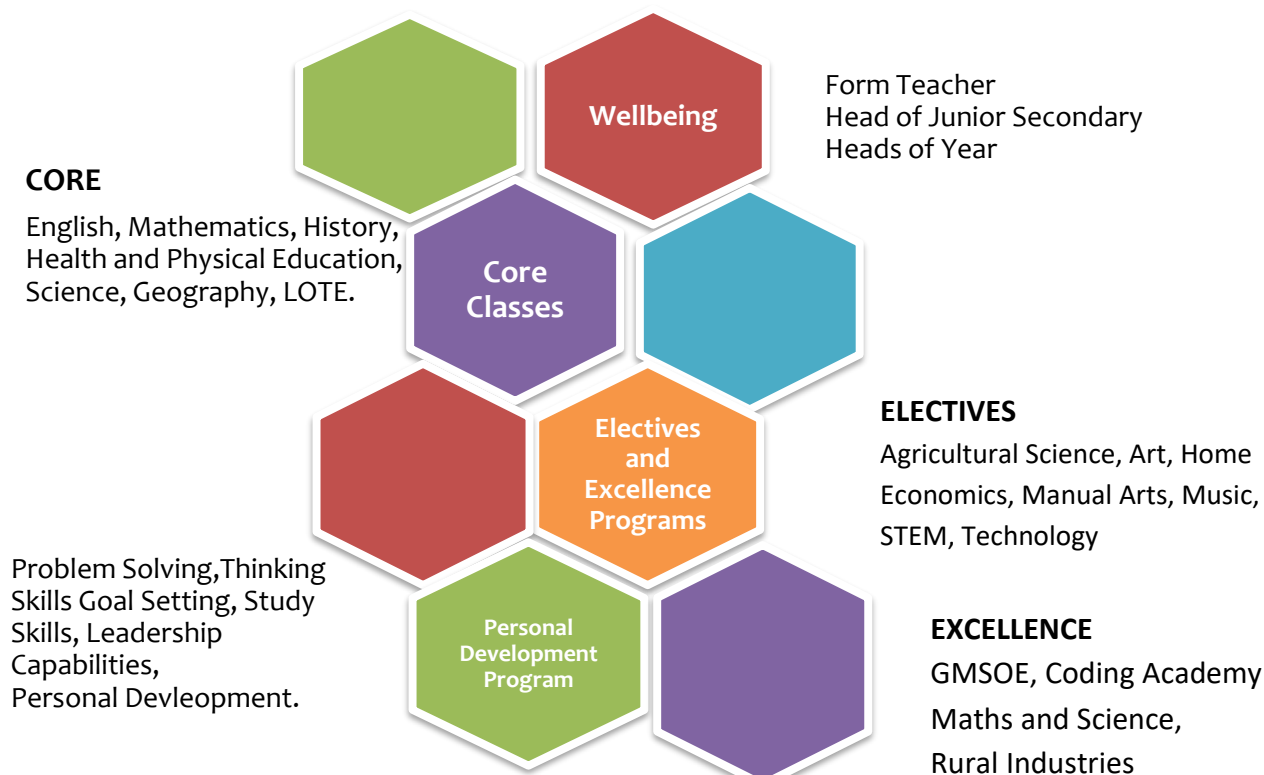 Wellbeing
Form Teacher
Head of Junior Secondary
Heads of Year
CORE
English, Mathematics, History,
Health and Physical Education,
Science, Geography, LOTE.
Core
Classes
Electives
and
Excellence
Programs
ELECTIVES
Agricultural Science, Art, Home
Economics, Manual Arts, Music,
STEM, Technology
Problem Solving,Thinking
Skills Goal Setting, Study
Skills, Leadership
Capabilities,
Personal Devleopment.
Personal
Development
Program
EXCELLENCE
GMSOE, Coding Academy
Maths and Science,
Rural Industries